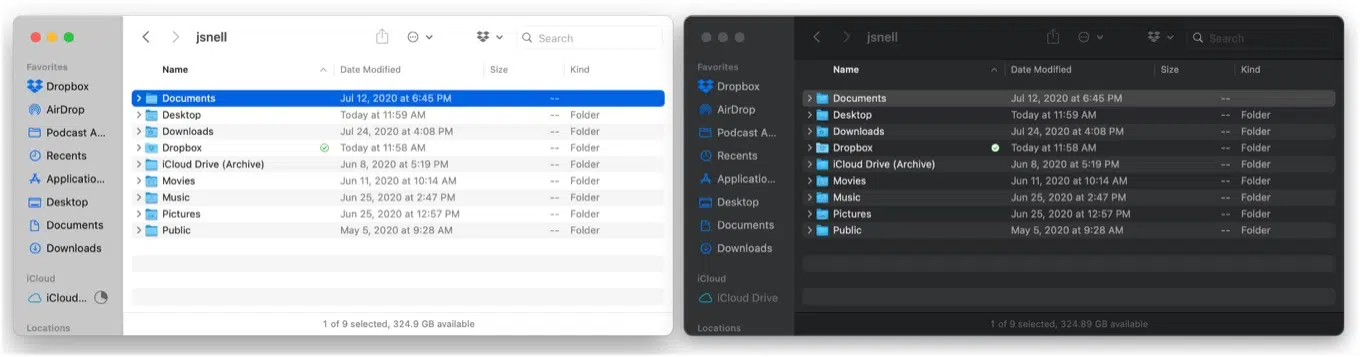 jsnell
Search
Favorites
Dropbox
AirDrop
Podcast A...
Recents
Applicatio...
Desktop
Documents
Downloads
iCloud
iCloud...
Locations
Name Date Modified Size Kind
Documents Jul 12, 2020 at 6:45 PM --
Desktop Today at 11:59 AM -- Folder
Downloads Jul 24, 2020 at 4:08 PM -- Folder
Dropbox Today at 11:58 AM -- Folder
iCloud Drive (Archive) Jun 8, 2020 at 5:19 PM -- Folder
Movies Jun 11, 2020 at 10:14 AM -- Folder
Music Jun 25, 2020 at 2:47 PM -- Folder
Pictures Jun 25, 2020 at 12:57 PM -- Folder
Public May 5, 2020 at 9:28 AM -- Folder
1 of 9 selected, 324.9 GB available
jsnell
Search
Favorites
Dropbox
AirDrop
Podcast A...
Recents
Applicatio...
Desktop
Documents
Downloads
iCloud
iCloud Drive
Locations
Name Date Modified Size Kind
Documents Jul 12, 2020 at 6:45 PM --
Desktop Today at 11:59 AM -- Folder
Downloads Jul 24, 2020 at 4:08 PM -- Folder
Dropbox Today at 11:58 AM -- Folder
iCloud Drive (Archive) Jun 8, 2020 at 5:19 PM -- Folder
Movies Jun 11, 2020 at 10:14 AM -- Folder
Music Jun 25, 2020 at 2:47 PM -- Folder
Pictures Jun 25, 2020 at 12:57 PM -- Folder
Public May 5, 2020 at 9:28 AM -- Folder
1 of 9 selected, 324.89 GB available